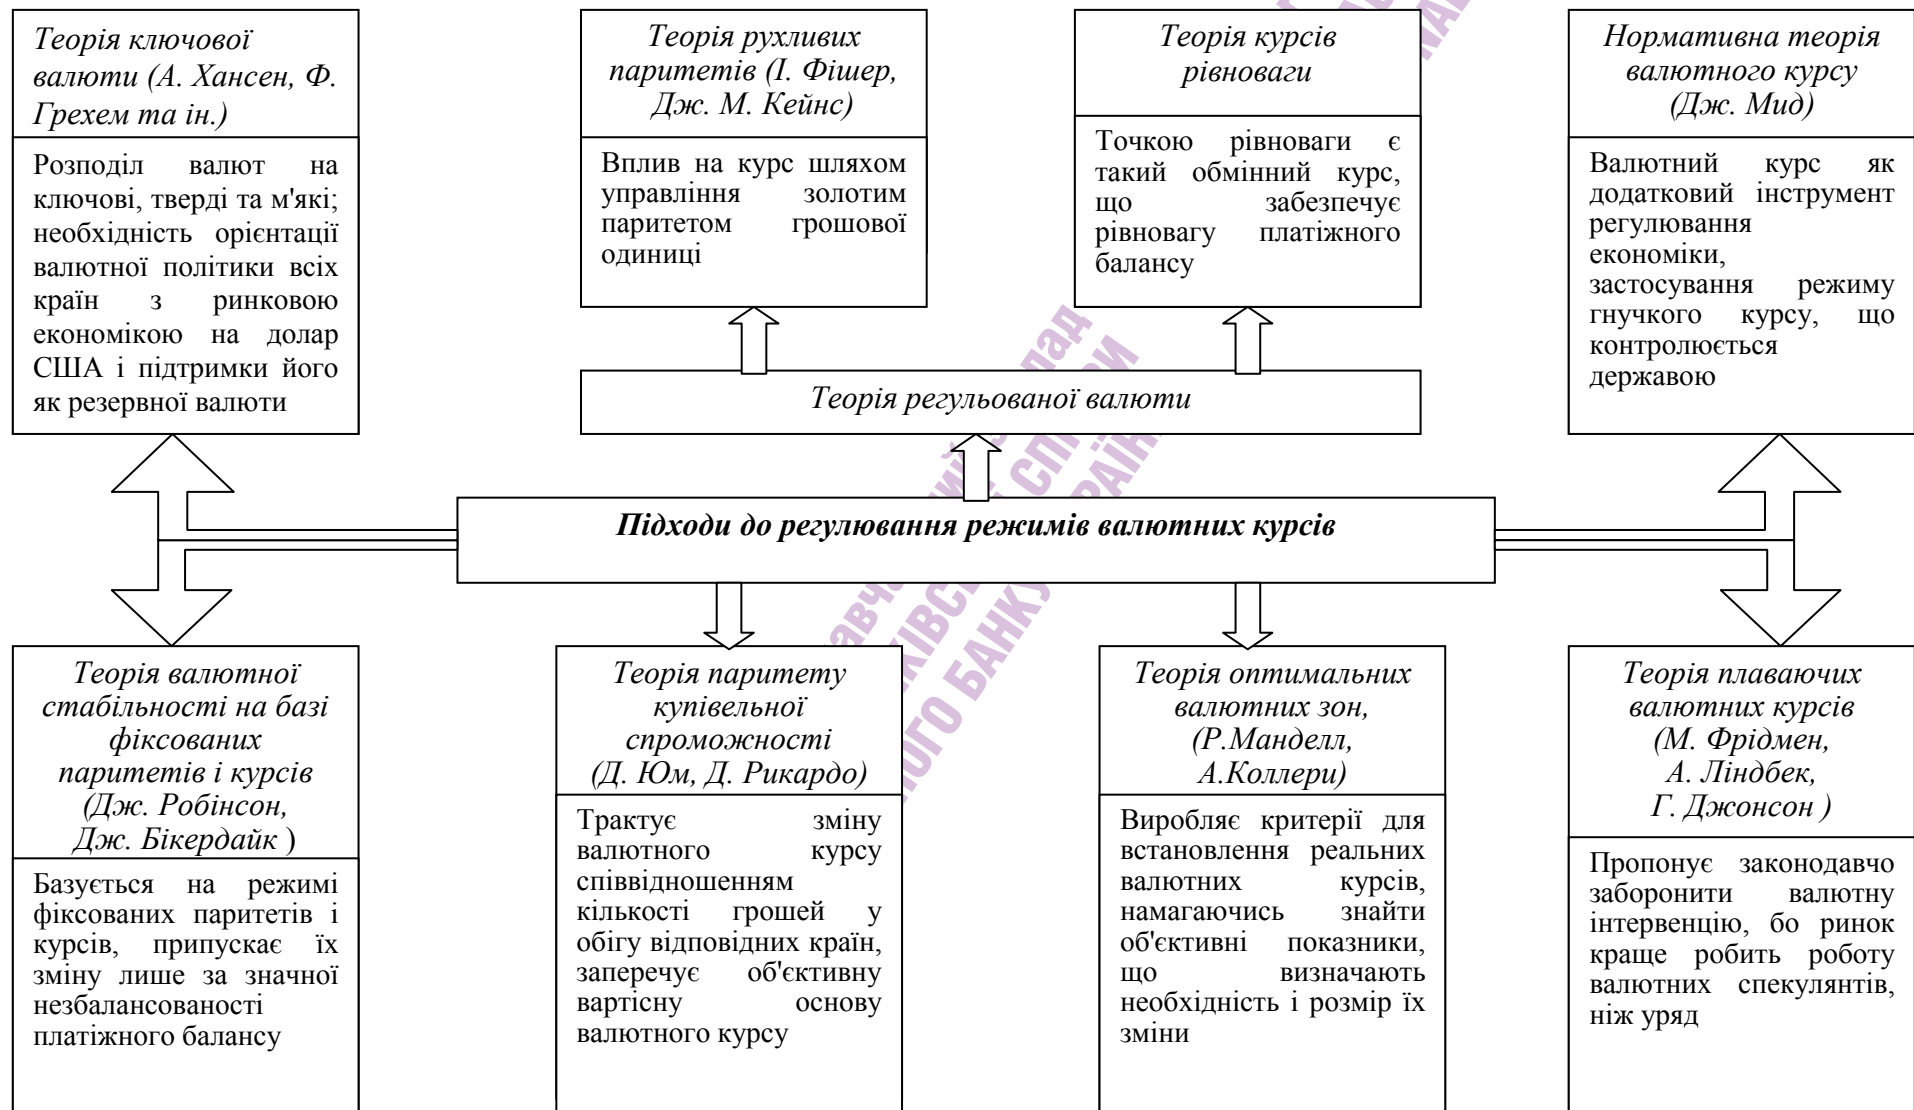 Теорія ключової
валюти (А. Хансен, Ф.
Грехем та ін.)
Розподіл валют на
ключові, тверді та м'які;
необхідність орієнтації
валютної політики всіх
країн з ринковою
економікою на долар
США і підтримки його
як резервної валюти
Теорія рухливих
паритетів (І. Фішер,
Дж. М. Кейнс)
Вплив на курс шляхом
управління золотим
паритетом грошової
одиниці
Теорія курсів
рівноваги
Точкою рівноваги є
такий обмінний курс,
що забезпечує
рівновагу платіжного
балансу
Нормативна теорія
валютного курсу
(Дж. Мид)
Валютний курс як
додатковий інструмент
регулювання
економіки,
застосування режиму
гнучкого курсу, що
контролюється
державою
Теорія регульованої валюти
Підходи до регулювання режимів валютних курсів
Теорія валютної
стабільності на базі
фіксованих
паритетів і курсів
(Дж. Робінсон,
Дж. Бікердайк )
Базується на режимі
фіксованих паритетів і
курсів, припускає їх
зміну лише за значної
незбалансованості
платіжного балансу
Теорія паритету
купівельної
спроможності
(Д. Юм, Д. Рикардо)
Трактує зміну
валютного курсу
співвідношенням
кількості грошей у
обігу відповідних країн,
заперечує об'єктивну
вартісну основу
валютного курсу
Теорія оптимальних
валютних зон,
(Р.Манделл,
А.Коллери)
Виробляє критерії для
встановлення реальних
валютних курсів,
намагаючись знайти
об'єктивні показники,
що визначають
необхідність і розмір їх
зміни
Теорія плаваючих
валютних курсів
(М. Фрідмен,
А. Ліндбек,
Г. Джонсон )
Пропонує законодавчо
заборонити валютну
інтервенцію, бо ринок
краще робить роботу
валютних спекулянтів,
ніж уряд